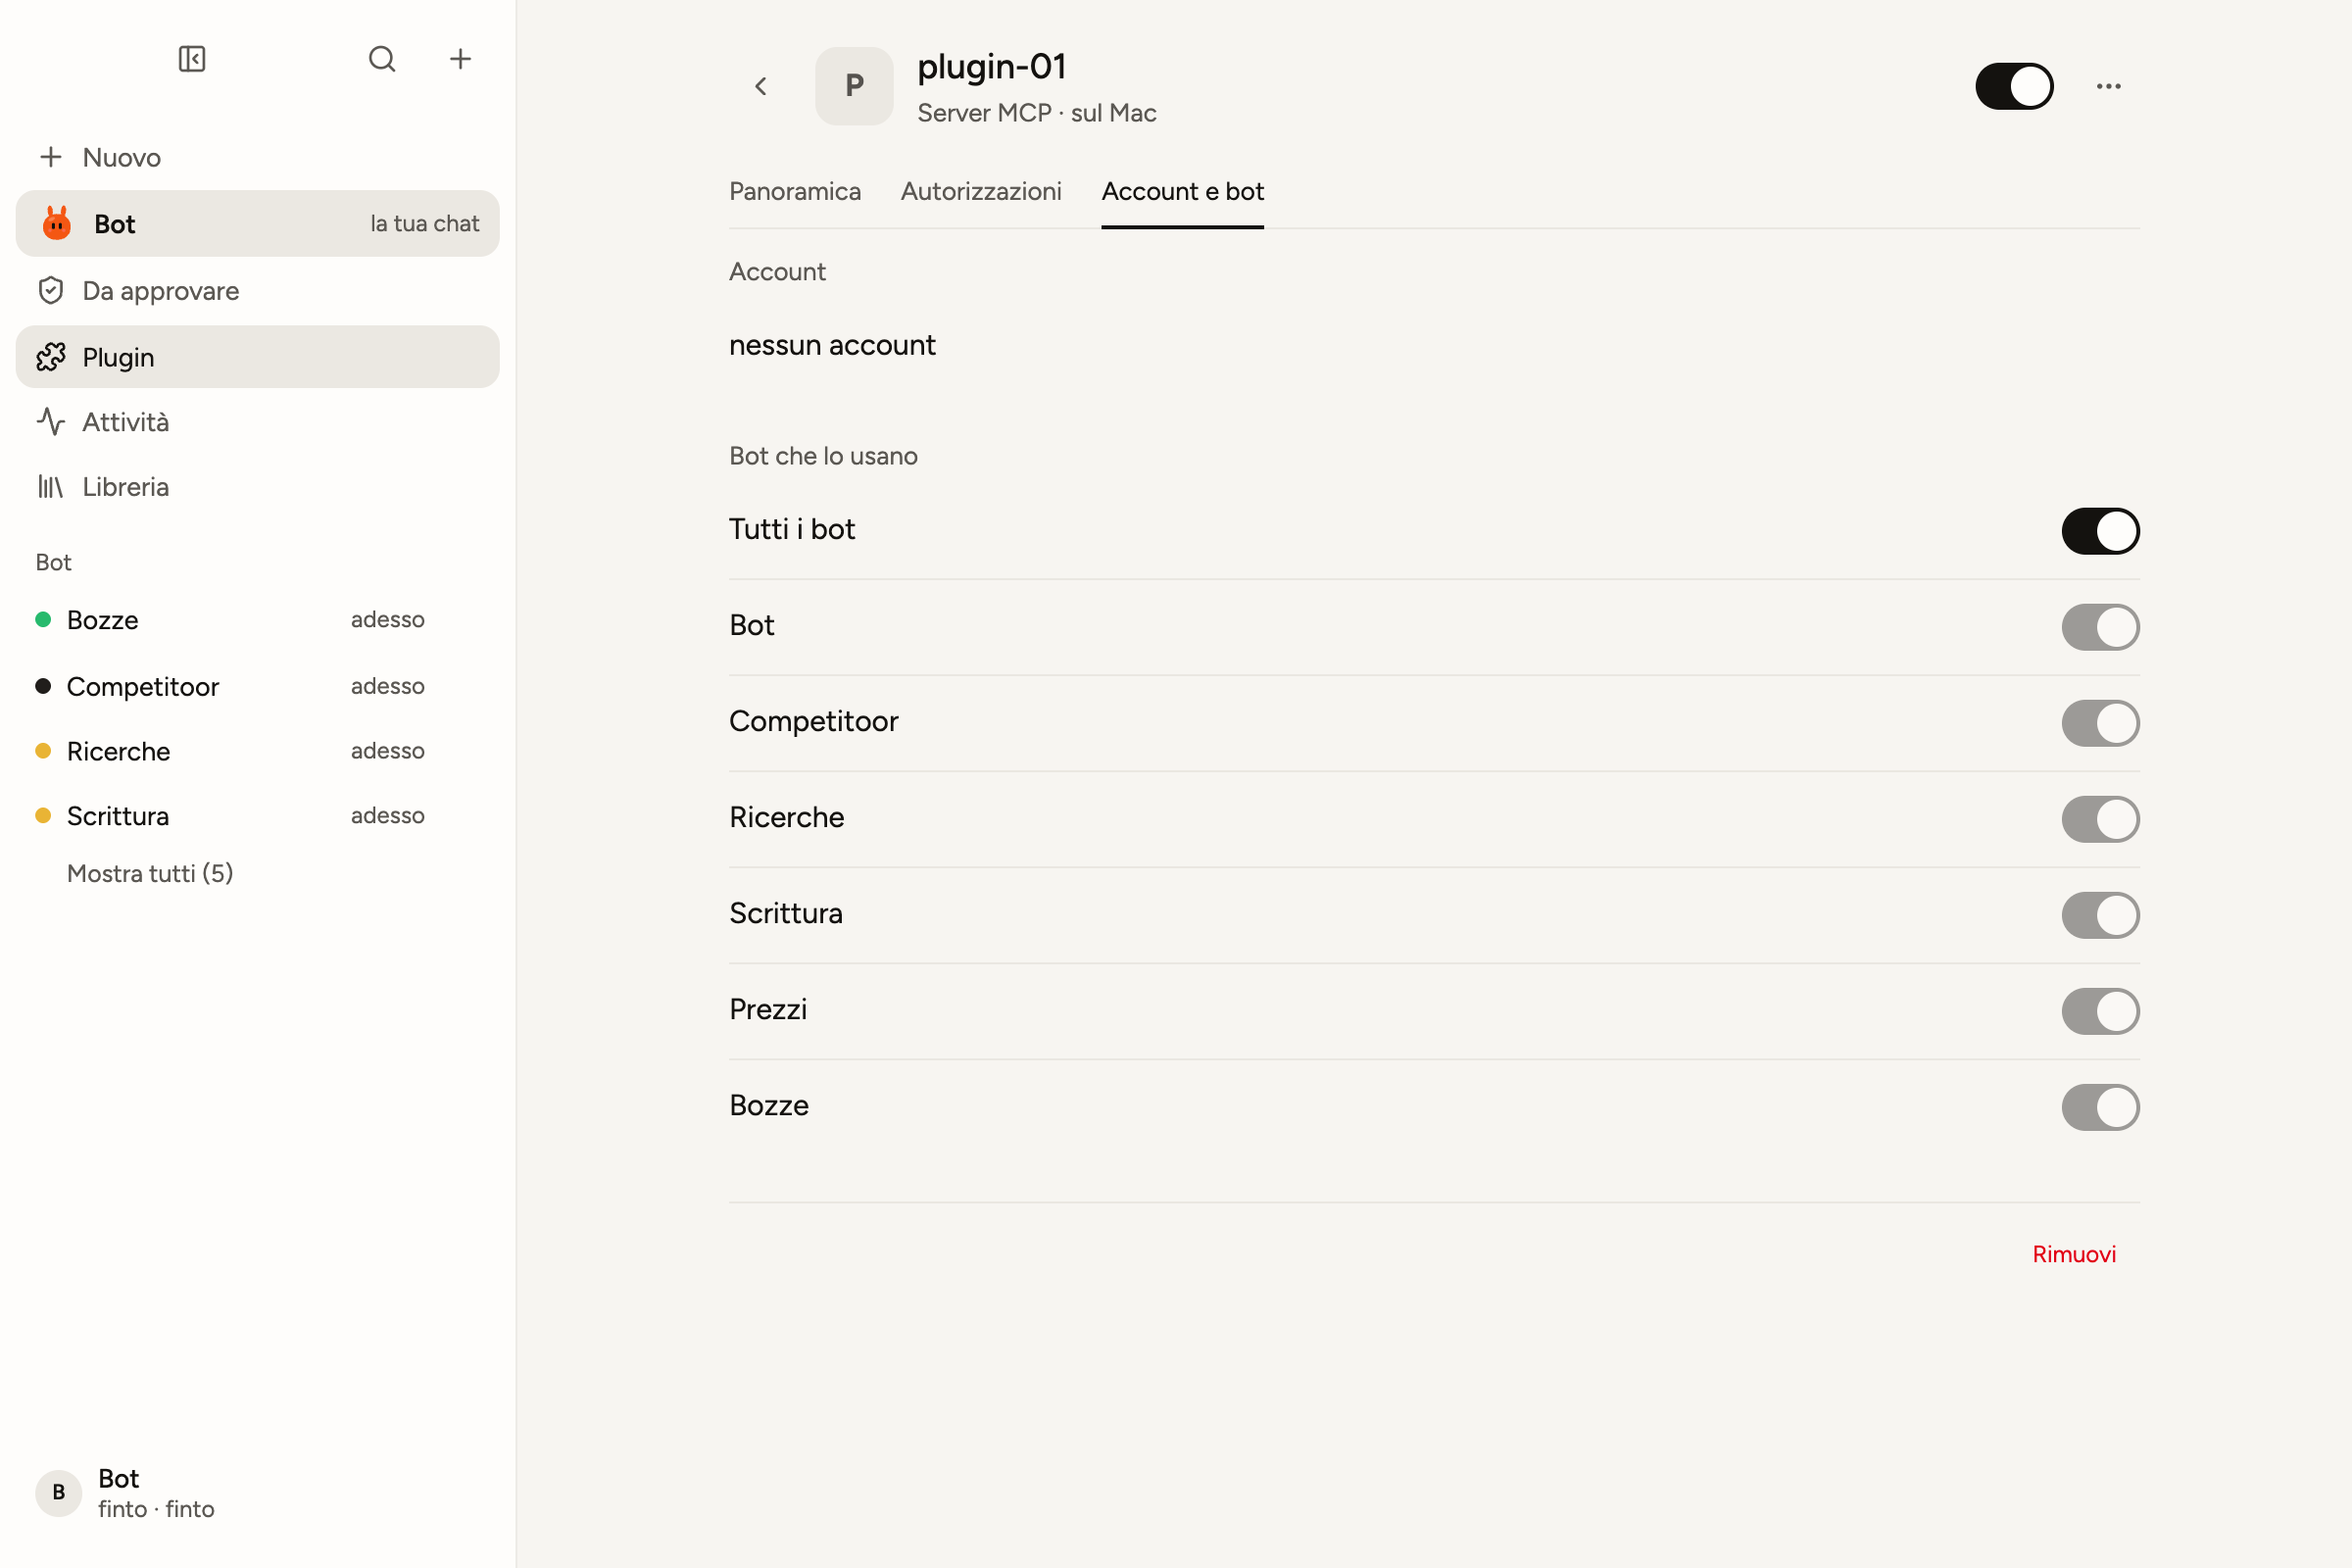 Nuovo
Bot la tua chat
Da approvare
Plugin
Attività
Libreria
Bot
Bozze adesso
Competitoor adesso
Ricerche adesso
Scrittura adesso
Mostra tutti (5)
B
Bot
finto · finto
P
plugin-01
Server MCP · sul Mac
Panoramica Autorizzazioni Account e bot
Account
nessun account
Bot che lo usano
Tutti i bot
Bot
Competitoor
Ricerche
Scrittura
Prezzi
Bozze
Rimuovi